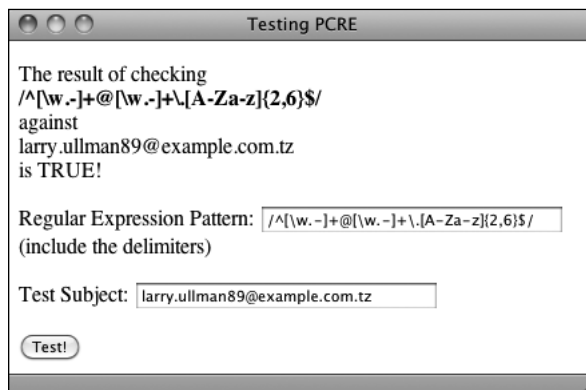 Testing PCRE
The result of checking
/^[\w.-]+@[\w.-]+\.[A-Za-z]{2,6}$/
against
larry.ullman89@example.com.tz
is TRUE!
Regular Expression Pattern: /^[\w.-]+@[\w.-]+\.[A-Za-z]{2,6}$/
(include the delimiters)
Test Subject: larry.ullman89@example.com.tz
Test!